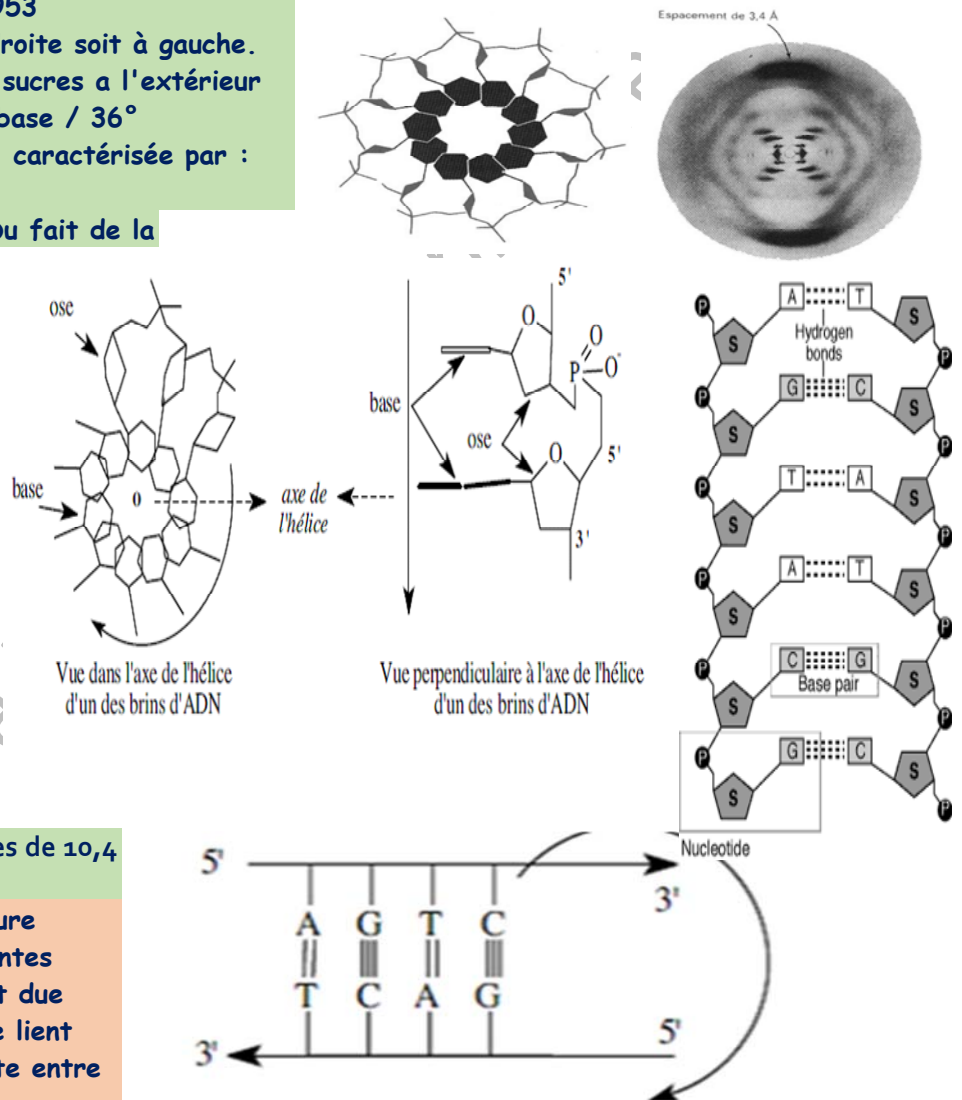 953
roite soit à gauche.
sucres a l'extérieur
base / 36°
caractérisée par :
ou fait de la
Espacement de 3,4 Å
ose
base
0
axe de
l'hélice
Vue dans l'axe de l'hélice
d'un des brins d'ADN
5'
O
O
P
O-
base
ose
O
5'
3'
Vue perpendiculaire à l'axe de l'hélice
d'un des brins d'ADN
P S A T S P
Hydrogen
bonds
P S G C S P
P S T A S P
P S A T S P
P S C G S P
Base pair
P S G C S P
Nucleotide
es de 10,4
ure
ntes
t due
e lient
te entre
5'
3'
A G T C
T C A G
3'
5'